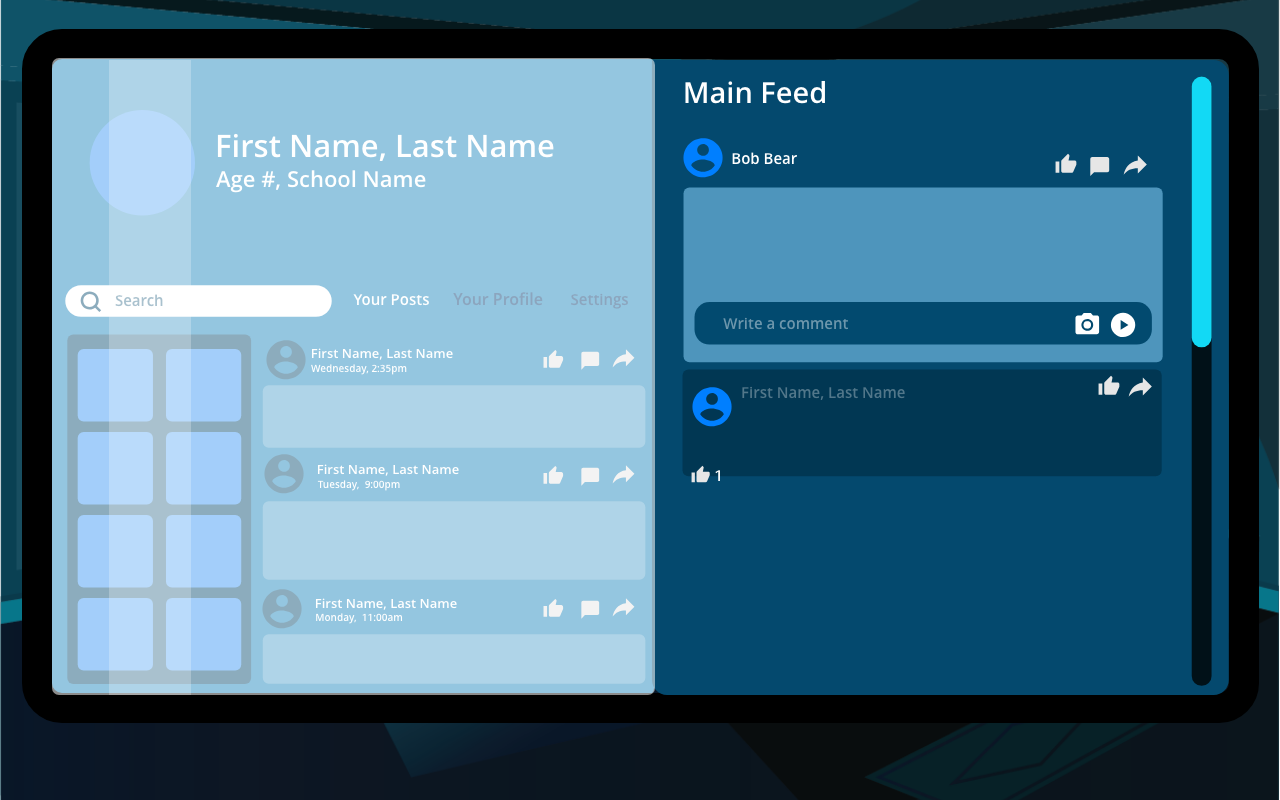 First Name, Last Name
Age #, School Name
Search
Your Posts
Your Profile
Settings
First Name, Last Name
Wednesday, 2:35pm
First Name, Last Name
Tuesday,  9:00pm
First Name, Last Name
Monday,  11:00am
Main Feed
Bob Bear
Write a comment
First Name, Last Name
1